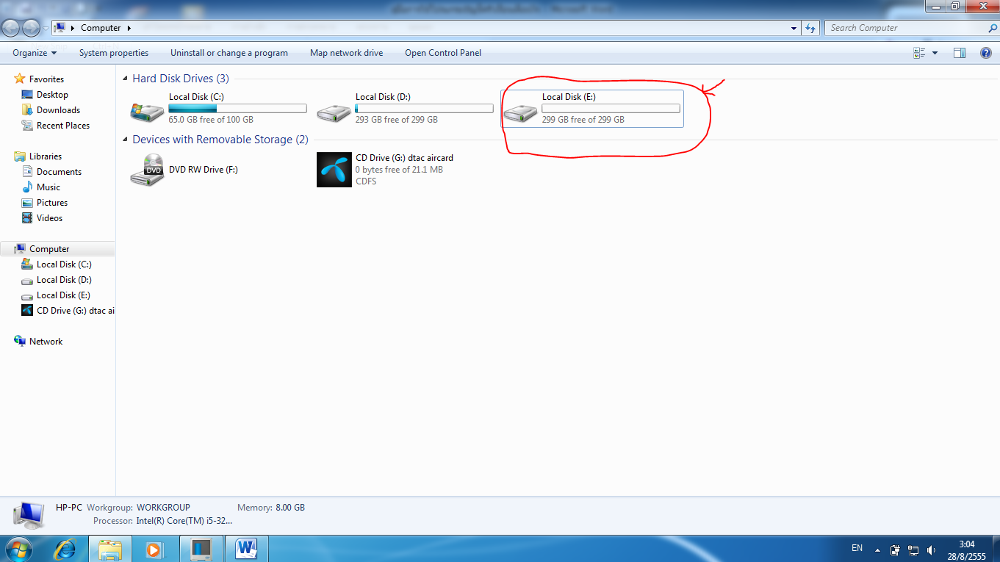 Computer
Search Computer
Organize
System properties
Uninstall or change a program
Map network drive
Open Control Panel
Favorites
Desktop
Downloads
Recent Places
Libraries
Documents
Music
Pictures
Videos
Computer
Local Disk (C:)
Local Disk (D:)
Local Disk (E:)
CD Drive (G:) dtac ai
Network
Hard Disk Drives (3)
Local Disk (C:)
65.0 GB free of 100 GB
Local Disk (D:)
293 GB free of 299 GB
Local Disk (E:)
299 GB free of 299 GB
Devices with Removable Storage (2)
DVD
DVD RW Drive (F:)
CD Drive (G:) dtac aircard
0 bytes free of 21.1 MB
CDFS
HP-PC Workgroup: WORKGROUP Memory: 8.00 GB
Processor: Intel(R) Core(TM) i5-32...
EN
3:04
28/8/2555